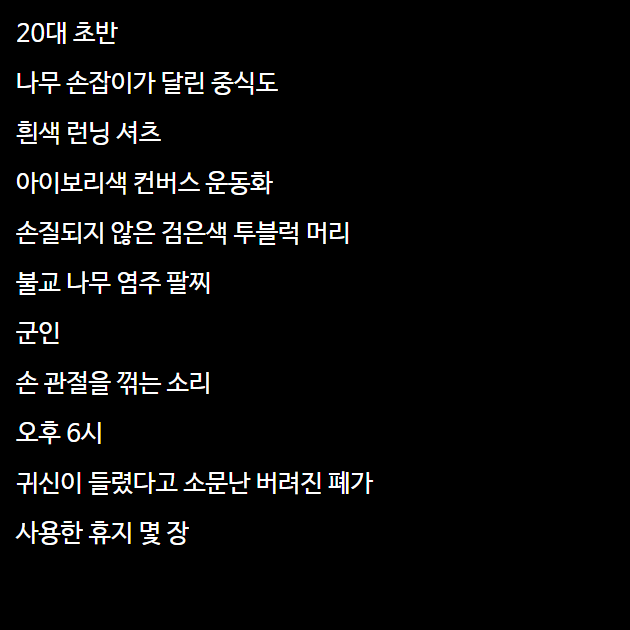 20대 초반
나무 손잡이가 달린 중식도
흰색 런닝 셔츠
아이보리색 컨버스 운동화
손질되지 않은 검은색 투블럭 머리
불교 나무 염주 팔찌
군인
손 관절을 꺾는 소리
오후 6시
귀신이 들렸다고 소문난 버려진 폐가
사용한 휴지 몇 장